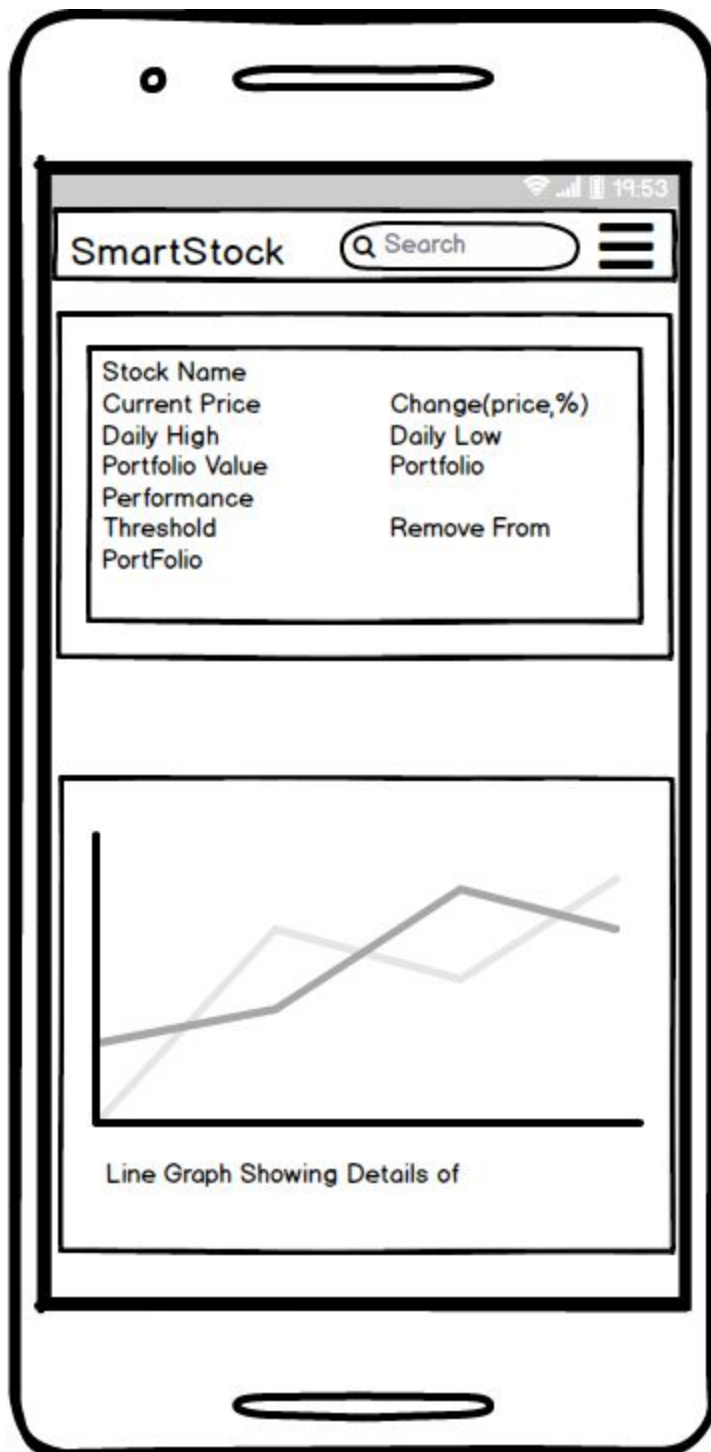 19:53
SmartStock Search
Stock Name
Current Price Change(price,%)
Daily High Daily Low
Portfolio Value Portfolio
Performance
Threshold Remove From
PortFolio
Line Graph Showing Details of